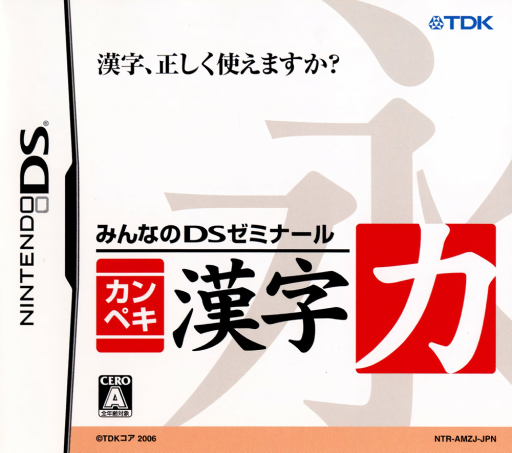 TDK
漢字、正しく使えますか?
永
NINTENDO DS®
みんなのDSゼミナール
カンペキ
漢字力
CERO
A
全年齢対象
©TDKコア 2006
NTR-AMZJ-JPN